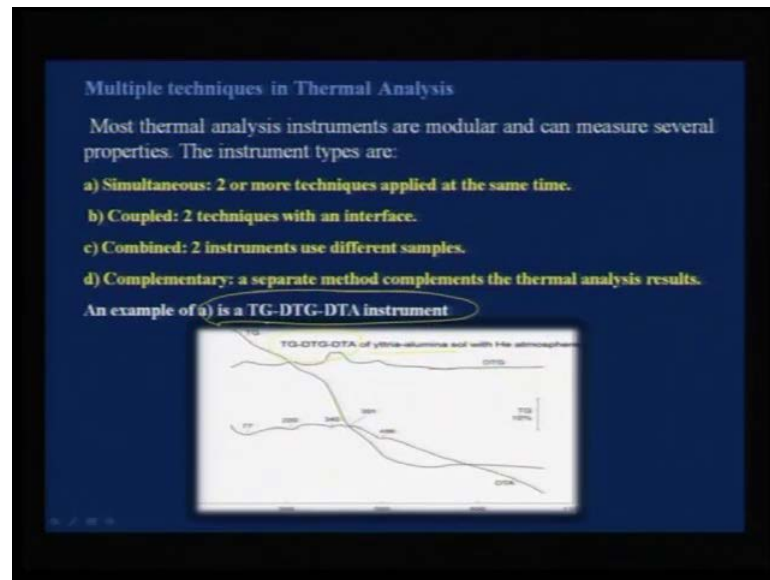 Multiple techniques in Thermal Analysis
Most thermal analysis instruments are modular and can measure several
properties. The instrument types are:
a) Simultaneous: 2 or more techniques applied at the same time.
b) Coupled: 2 techniques with an interface.
c) Combined: 2 instruments use different samples.
d) Complementary: a separate method complements the thermal analysis results.
An example of a) is a TG-DTG-DTA instrument
TG
TG-DTG-DTA of yttria-alumina sol with He atmosphere
DTG
TG
10%
77
DTA